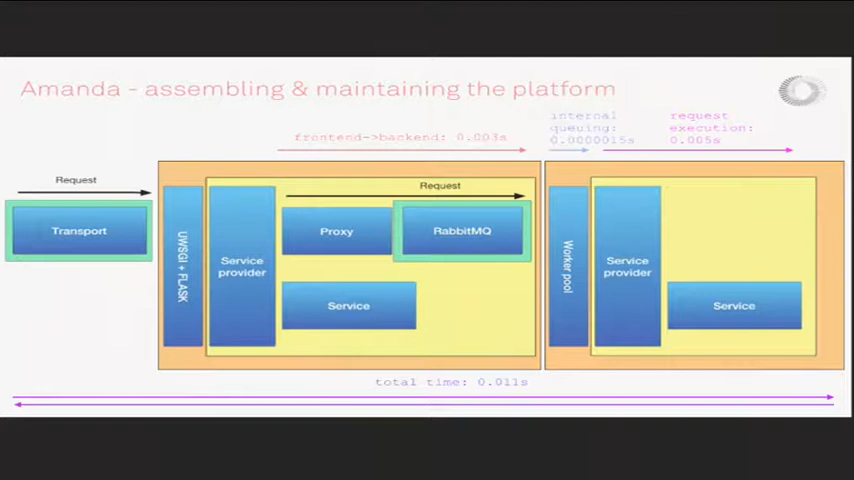 Amanda - assembling & maintaining the platform
internal
queuing:
0.0000015s
request
execution:
0.005s
frontend->backend: 0.003s
Request
Request
Transport
UWSGI + FLASK
Service
provider
Proxy
RabbitMQ
Service
Worker pool
Service
provider
Service
total time: 0.011s